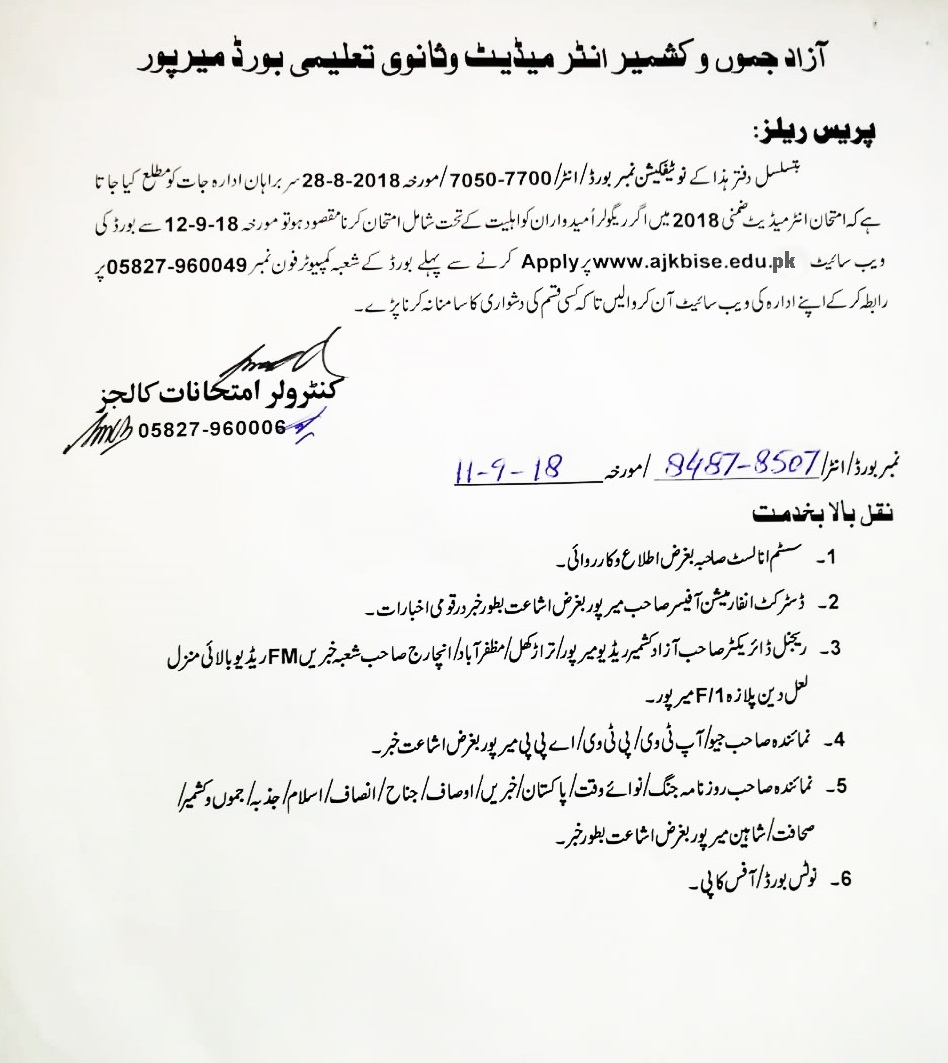 آزاد جموں و کشمیر انٹر میڈیٹ و ثانوی تعلیمی بورڈ میرپور
پریس ریلز:
بتسلسل دفتر ہذا کے نوٹیفکیشن نمبر بورڈ/انٹر/7700-7050/مورخہ 2018-8-28 سربراہان ادارہ جات کو مطلع کیا جاتا
ہے کہ امتحان انٹر میڈیٹ ضمنی 2018 میں اگر ریگولر اُمیدواران کو اہلیت کے تحت شامل امتحان کرنا مقصود ہو تو مورخہ 18-9-12 سے بورڈ کی
ویب سائیٹ www.ajkbise.edu.pk پر Apply کرنے سے پہلے بورڈ کے شعبہ کمپیوٹر فون نمبر 05827-960049 پر
رابطہ کر کے اپنے ادارہ کی ویب سائیٹ آن کروالیں تاکہ کسی قسم کی دشواری کا سامنا نہ کرنا پڑے۔
کنٹرولر امتحانات کالجز
05827-960006
نمبر بورڈ/انٹر/8487-8507/مورخہ 11-9-18
نقل بالا بخدمت
1۔ سسٹم انالسٹ صاحبہ بغرض اطلاع و کارروائی۔
2۔ ڈسٹرکٹ انفارمیشن آفیسر صاحب میرپور بغرض اشاعت بطور خبر در قومی اخبارات۔
3۔ ریجنل ڈائریکٹر صاحب آزاد کشمیر ریڈیو میرپور/تراڑکھل/مظفرآباد/انچارج صاحب شعبہ خبریں FM ریڈیو بالائی منزل
لعل دین پلازہ F/1 میرپور۔
4۔ نمائندہ صاحب جیو/آپ ٹی وی/پی ٹی وی/اے پی پی میرپور بغرض اشاعت خبر۔
5۔ نمائندہ صاحب روزنامہ جنگ/نوائے وقت/پاکستان/خبریں/اوصاف/جناح/انصاف/اسلام/جذبہ/جموں و کشمیر/
صحافت/شاہین میرپور بغرض اشاعت بطور خبر۔
6۔ نوٹس بورڈ/آفس کاپی۔